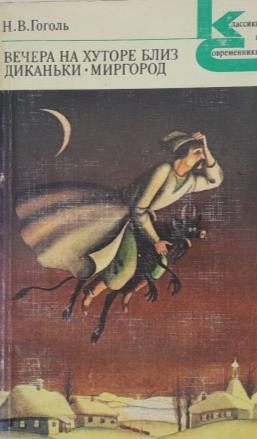 Н.В.Гоголь
Классики
и
современники
ВЕЧЕРА НА ХУТОРЕ БЛИЗ
ДИКАНЬКИ · МИРГОРОД